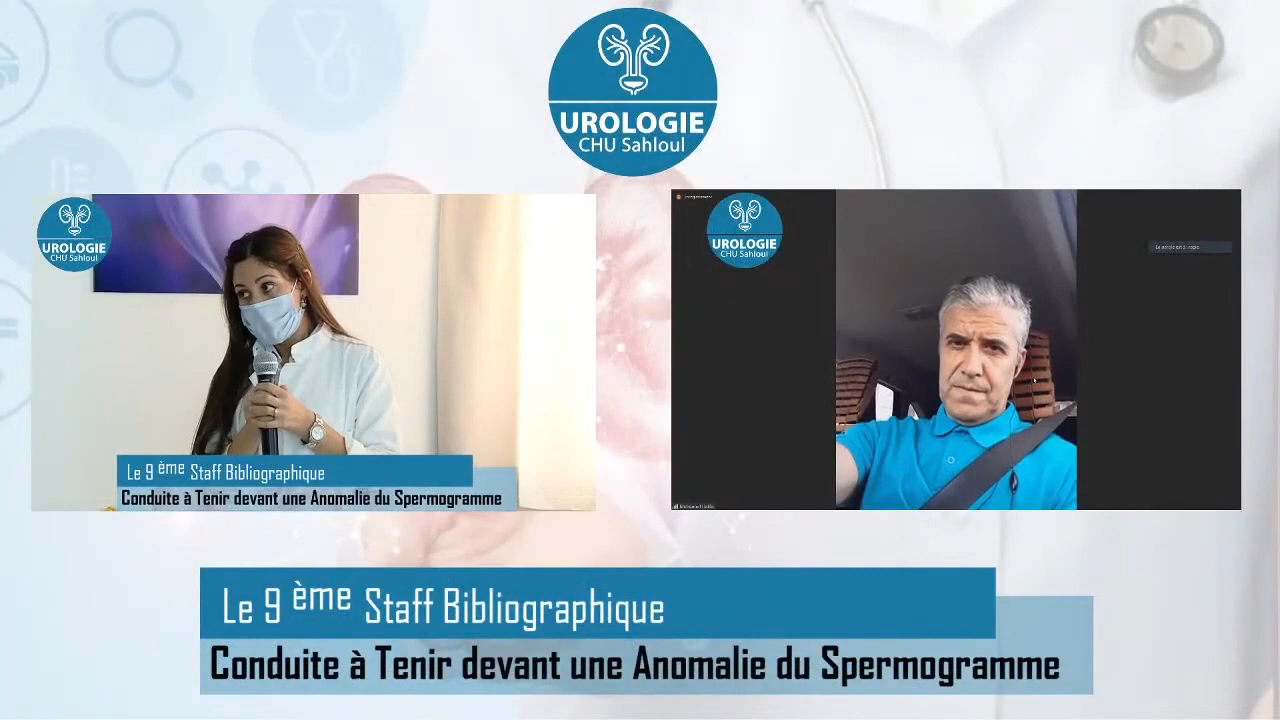 UROLOGIE
CHU Sahloul
UROLOGIE
CHU Sahloul
Le 9 ème Staff Bibliographique
Conduite à Tenir devant une Anomalie du Spermogramme
UROLOGIE
CHU Sahloul
Le 9 ème Staff Bibliographique
Conduite à Tenir devant une Anomalie du Spermogramme